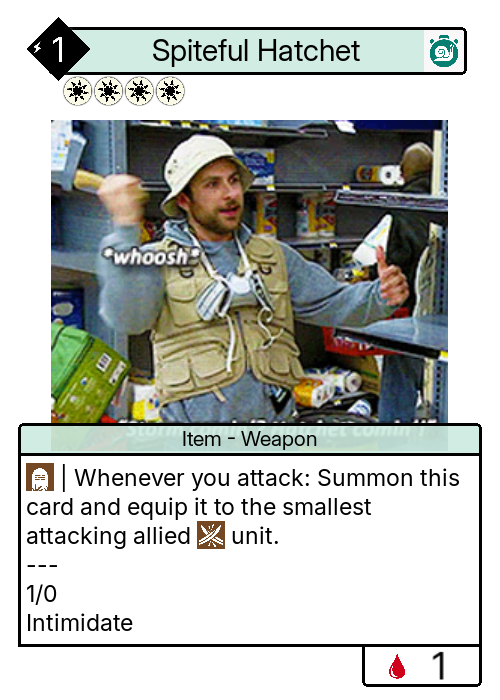 1
Spiteful Hatchet
*whoosh*
Item - Weapon
| Whenever you attack: Summon this
card and equip it to the smallest
attacking allied unit.
---
1/0
Intimidate
1